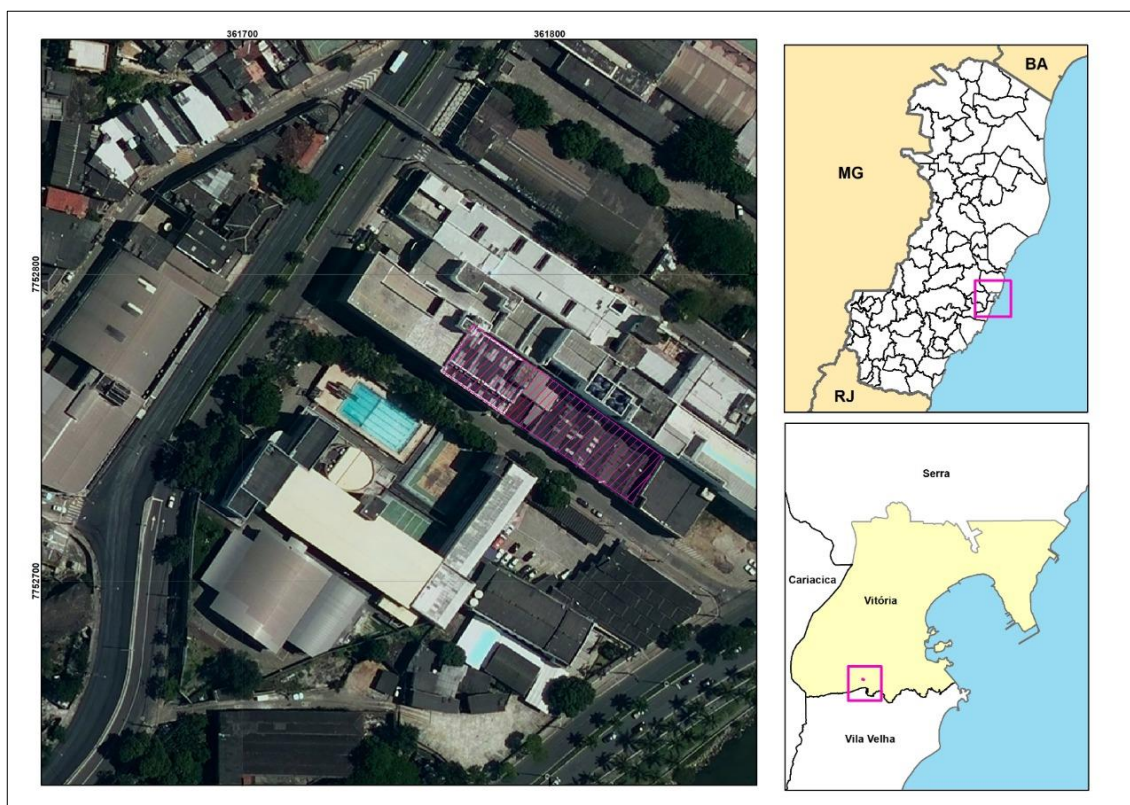 361700
361800
7752800
7752700
BA
MG
RJ
Serra
Cariacica
Vitória
Vila Velha